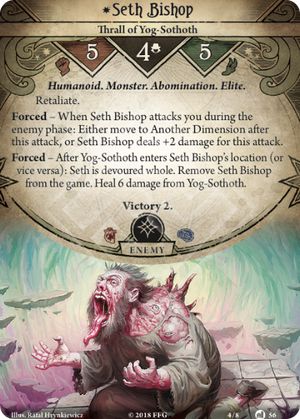 Seth Bishop
Thrall of Yog-Sothoth
5 4 5
Humanoid. Monster. Abomination. Elite.
Retaliate.
Forced – When Seth Bishop attacks you during the
enemy phase: Either move to Another Dimension after
this attack, or Seth Bishop deals +2 damage for this attack.
Forced – After Yog-Sothoth enters Seth Bishop's location (or
vice versa): Seth is devoured whole. Remove Seth Bishop
from the game. Heal 6 damage from Yog-Sothoth.
Victory 2.
ENEMY
Illus. Rafał Hrynkiewicz
© 2018 FFG
4/8
56